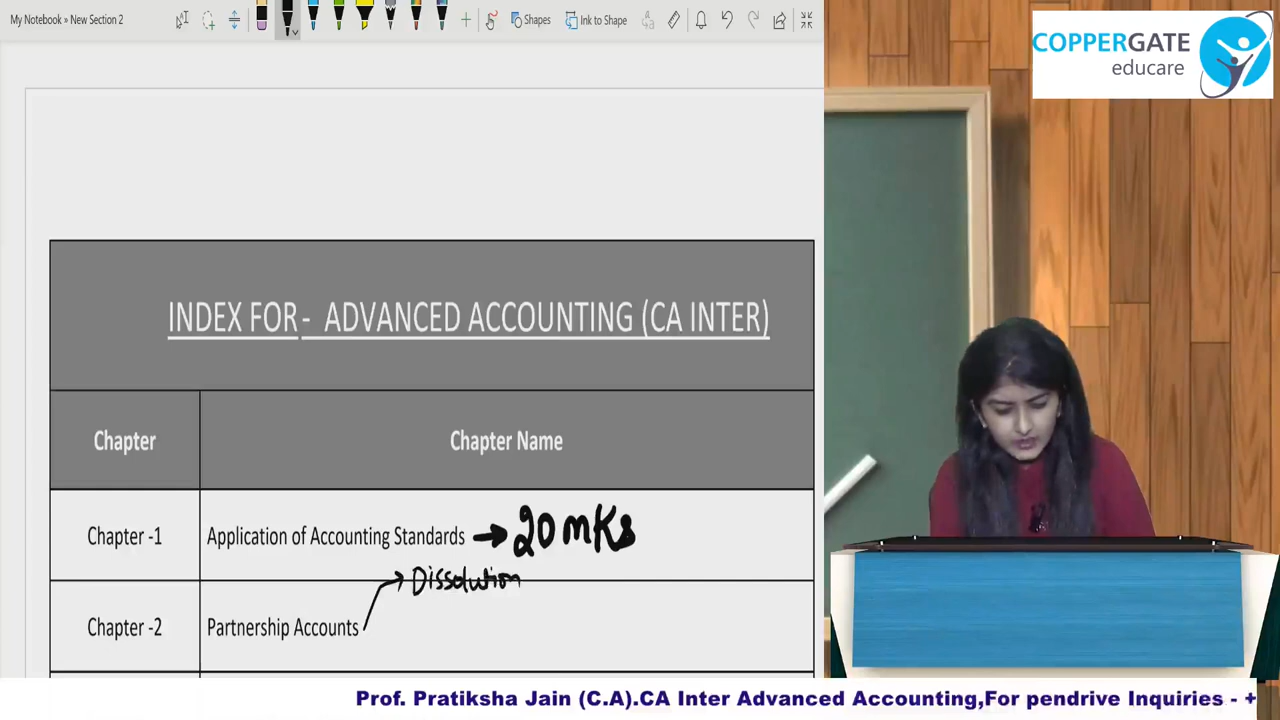 My Notebook » New Section 2
Shapes
Ink to Shape
COPPERGATE
educare
INDEX FOR - ADVANCED ACCOUNTING (CA INTER)
Chapter Chapter Name
Chapter -1 Application of Accounting Standards → 20 mks
Dissolution
Chapter -2 Partnership Accounts
Prof. Pratiksha Jain (C.A).CA Inter Advanced Accounting,For pendrive Inquiries - +